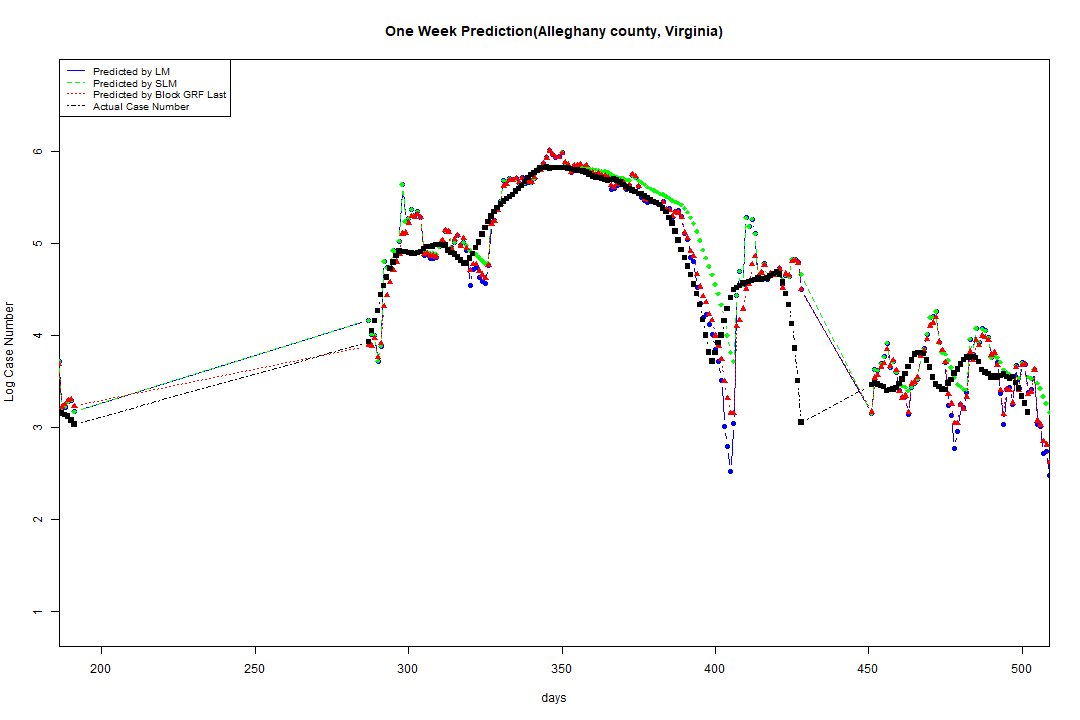 One Week Prediction(Alleghany county, Virginia)
Predicted by LM
Predicted by SLM
Predicted by Block GRF Last
Actual Case Number
Log Case Number
6
5
4
3
2
1
200 250 300 350 400 450 500
days